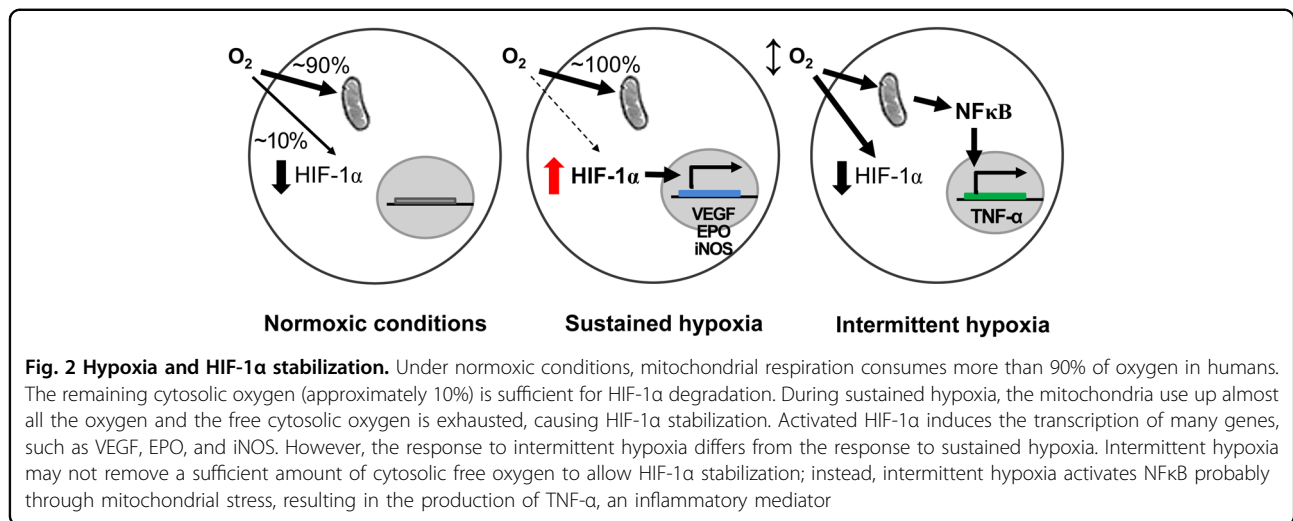 O₂
~90%
~10%
HIF-1α
Normoxic conditions
O₂
~100%
HIF-1α
VEGF
EPO
iNOS
Sustained hypoxia
O₂
NFκB
HIF-1α
TNF-α
Intermittent hypoxia
Fig. 2 Hypoxia and HIF-1α stabilization. Under normoxic conditions, mitochondrial respiration consumes more than 90% of oxygen in humans.
The remaining cytosolic oxygen (approximately 10%) is sufficient for HIF-1α degradation. During sustained hypoxia, the mitochondria use up almost
all the oxygen and the free cytosolic oxygen is exhausted, causing HIF-1α stabilization. Activated HIF-1α induces the transcription of many genes,
such as VEGF, EPO, and iNOS. However, the response to intermittent hypoxia differs from the response to sustained hypoxia. Intermittent hypoxia
may not remove a sufficient amount of cytosolic free oxygen to allow HIF-1α stabilization; instead, intermittent hypoxia activates NFκB probably
through mitochondrial stress, resulting in the production of TNF-α, an inflammatory mediator